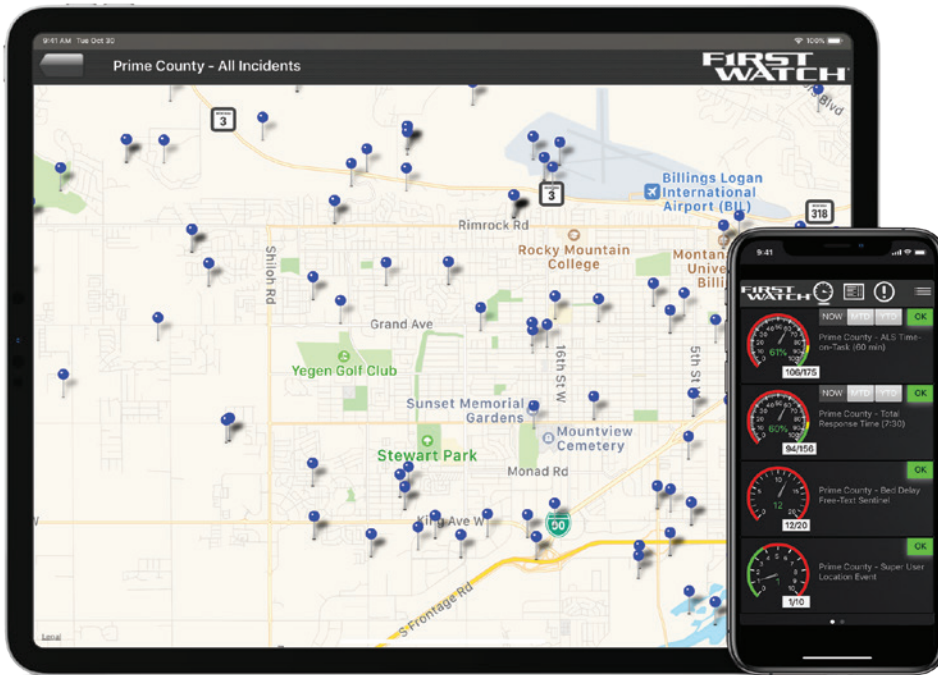 9:41 AM Tue Oct 30
100%
Prime County - All Incidents
FIRST
WATCH
3
Billings Logan
International
Airport (BIL)
3
318
Rimrock Rd
Rocky Mountain
College
Shiloh Rd
Grand Ave
Yegen Golf Club
16th St W
5th St W
Sunset Memorial
Gardens
Mountview
Cemetery
Stewart Park
Monad Rd
King Ave W
90
S Frontage Rd
Legal
9:41
FIRST
WATCH
NOW MTD YTD OK
Prime County - ALS Time-
on-Task (60 min)
61%
106/175
NOW MTD YTD OK
Prime County - Total
Response Time (7:30)
60%
94/156
OK
Prime County - Bed Delay
Free-Text Sentinel
12
12/20
OK
Prime County - Super User
Location Event
1
1/10